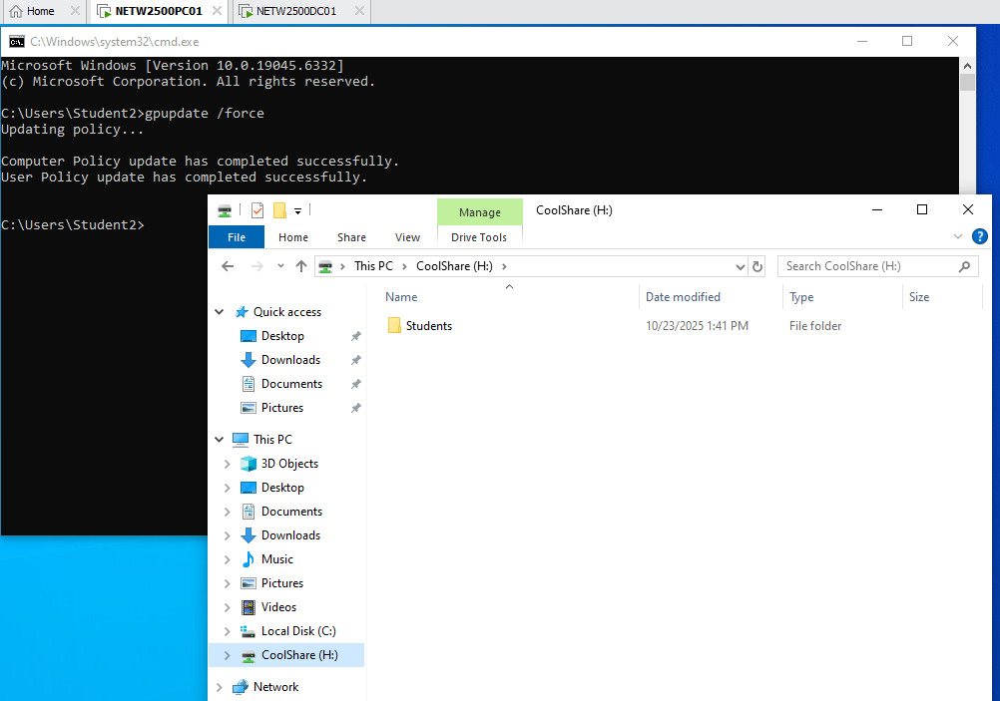 Home NETW2500PC01 NETW2500DC01
C:\Windows\system32\cmd.exe
Microsoft Windows [Version 10.0.19045.6332]
(c) Microsoft Corporation. All rights reserved.
C:\Users\Student2>gpupdate /force
Updating policy...
Computer Policy update has completed successfully.
User Policy update has completed successfully.
C:\Users\Student2>
Manage CoolShare (H:)
File Home Share View Drive Tools
This PC CoolShare (H:) Search CoolShare (H:)
Name Date modified Type Size
Students 10/23/2025 1:41 PM File folder
Quick access
Desktop
Downloads
Documents
Pictures
This PC
3D Objects
Desktop
Documents
Downloads
Music
Pictures
Videos
Local Disk (C:)
CoolShare (H:)
Network